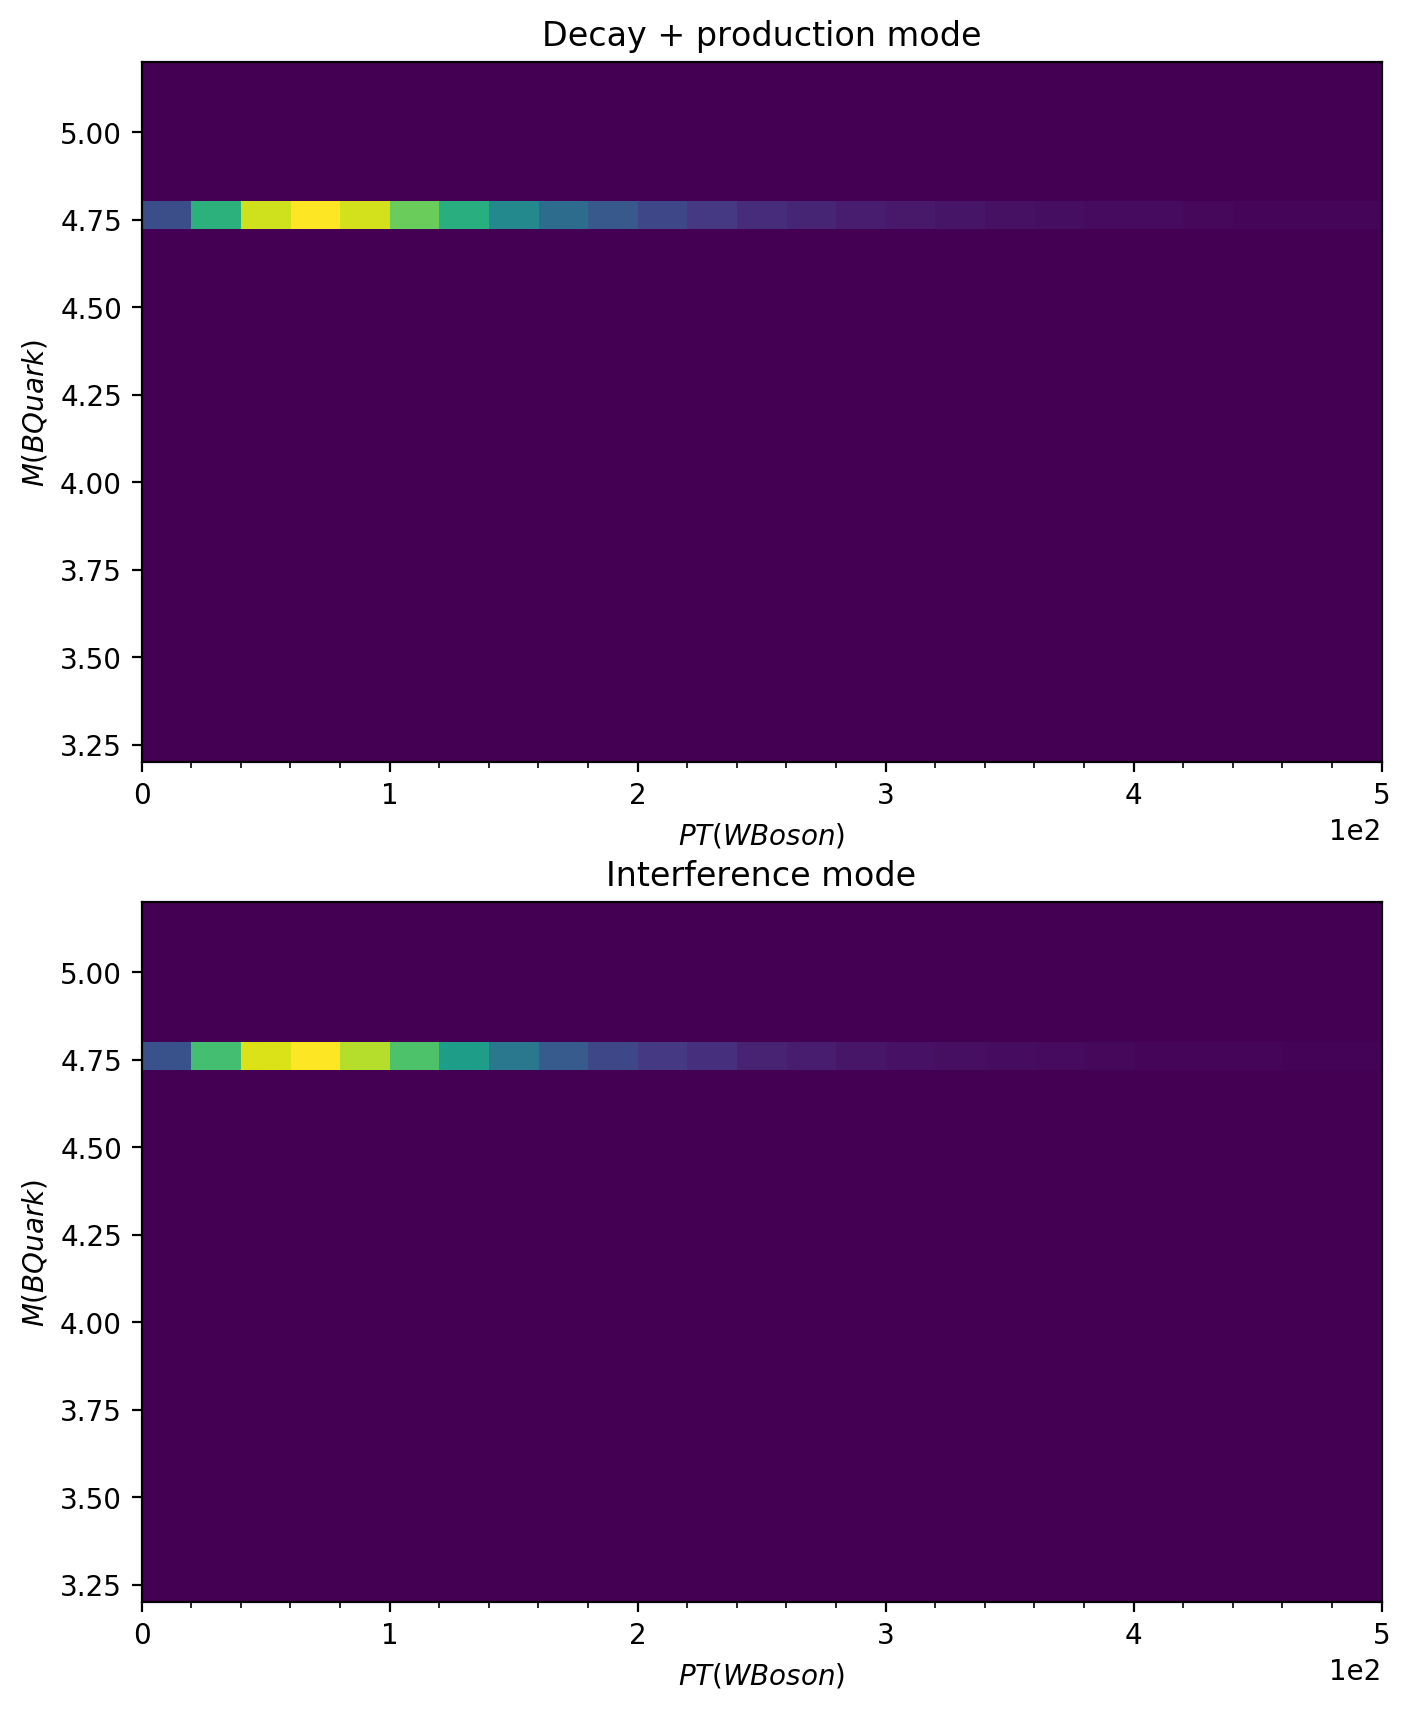 Decay + production mode
5.00
4.75
4.50
4.25
4.00
3.75
3.50
3.25
M(BQuark)
0 1 2 3 4 5
1e2
PT(WBoson)
Interference mode
5.00
4.75
4.50
4.25
4.00
3.75
3.50
3.25
M(BQuark)
0 1 2 3 4 5
1e2
PT(WBoson)